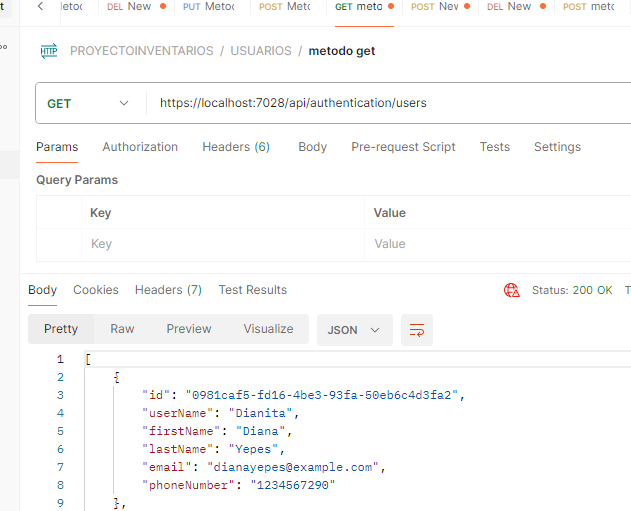 t
DEL New
PUT Metoc
POST Metc
GET metc
POST Nev
DEL New
POST metc
HTTP PROYECTOINVENTARIOS / USUARIOS / metodo get
GET https://localhost:7028/api/authentication/users
Params Authorization Headers (6) Body Pre-request Script Tests Settings
Query Params
Key Value
Key Value
Body Cookies Headers (7) Test Results Status: 200 OK T
Pretty Raw Preview Visualize JSON
1 [
2 {
3 "id": "0981caf5-fd16-4be3-93fa-50eb6c4d3fa2",
4 "userName": "Dianita",
5 "firstName": "Diana",
6 "lastName": "Yepes",
7 "email": "dianayepes@example.com",
8 "phoneNumber": "1234567290"
9 },